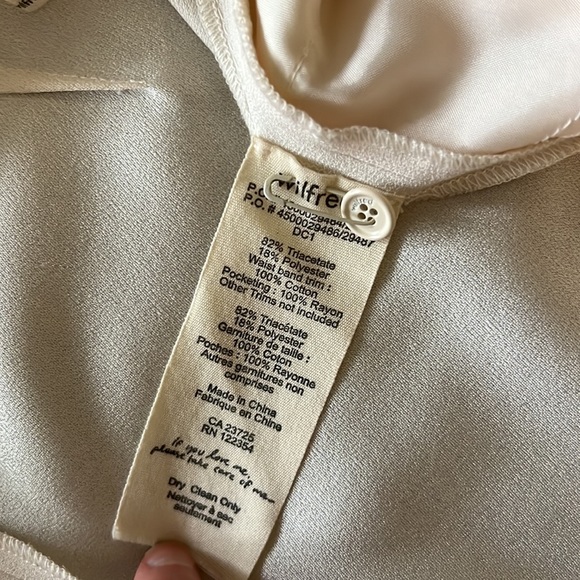 wilfre
P.O. # 4500029486/29487
DC1
82% Triacetate
18% Polyester
Waist band trim :
100% Cotton
Pocketing : 100% Rayon
Other Trims not Included
82% Triacétate
18% Polyester
Garniture de taille :
100% Coton
Poches : 100% Rayonne
Autres garnitures non
comprises
Made in China
Fabrique en Chine
CA 23725
RN 122354
If you love me,
please take care of me
Dry Clean Only
Nettoyer à sec
seulement